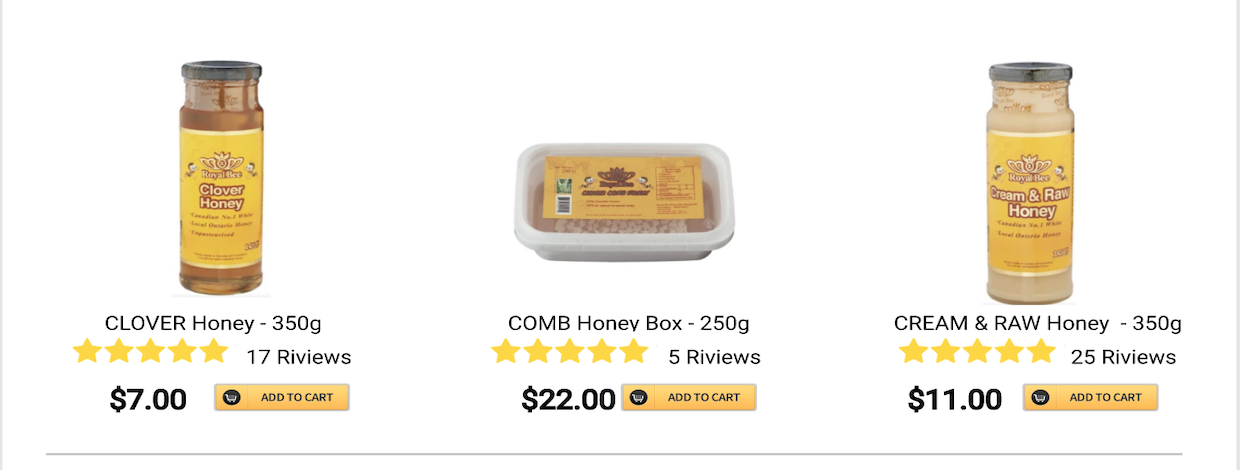 Royal Bee
Clover
Honey
Canadian No.1 White
Local Ontario Honey
Unpasteurized
350g
Royal Bee
Royal Bee
Cream & Raw
Honey
Canadian No.1 White
Local Ontario Honey
CLOVER Honey - 350g
17 Riviews
$7.00
ADD TO CART
COMB Honey Box - 250g
5 Riviews
$22.00
ADD TO CART
CREAM & RAW Honey - 350g
25 Riviews
$11.00
ADD TO CART